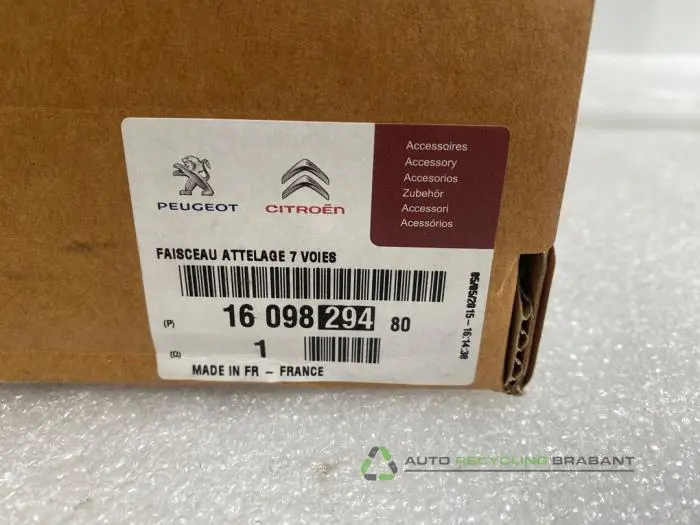 PEUGEOT
CITROËN
Accessoires
Accessory
Accesorios
Zubehör
Accessori
Acessórios
FAISCEAU ATTELAGE 7 VOIES
(P) 16 098 294 80
(Q) 1
MADE IN FR - FRANCE
05/05/2015-16:14:38
AUTO RECYCLING BRABANT